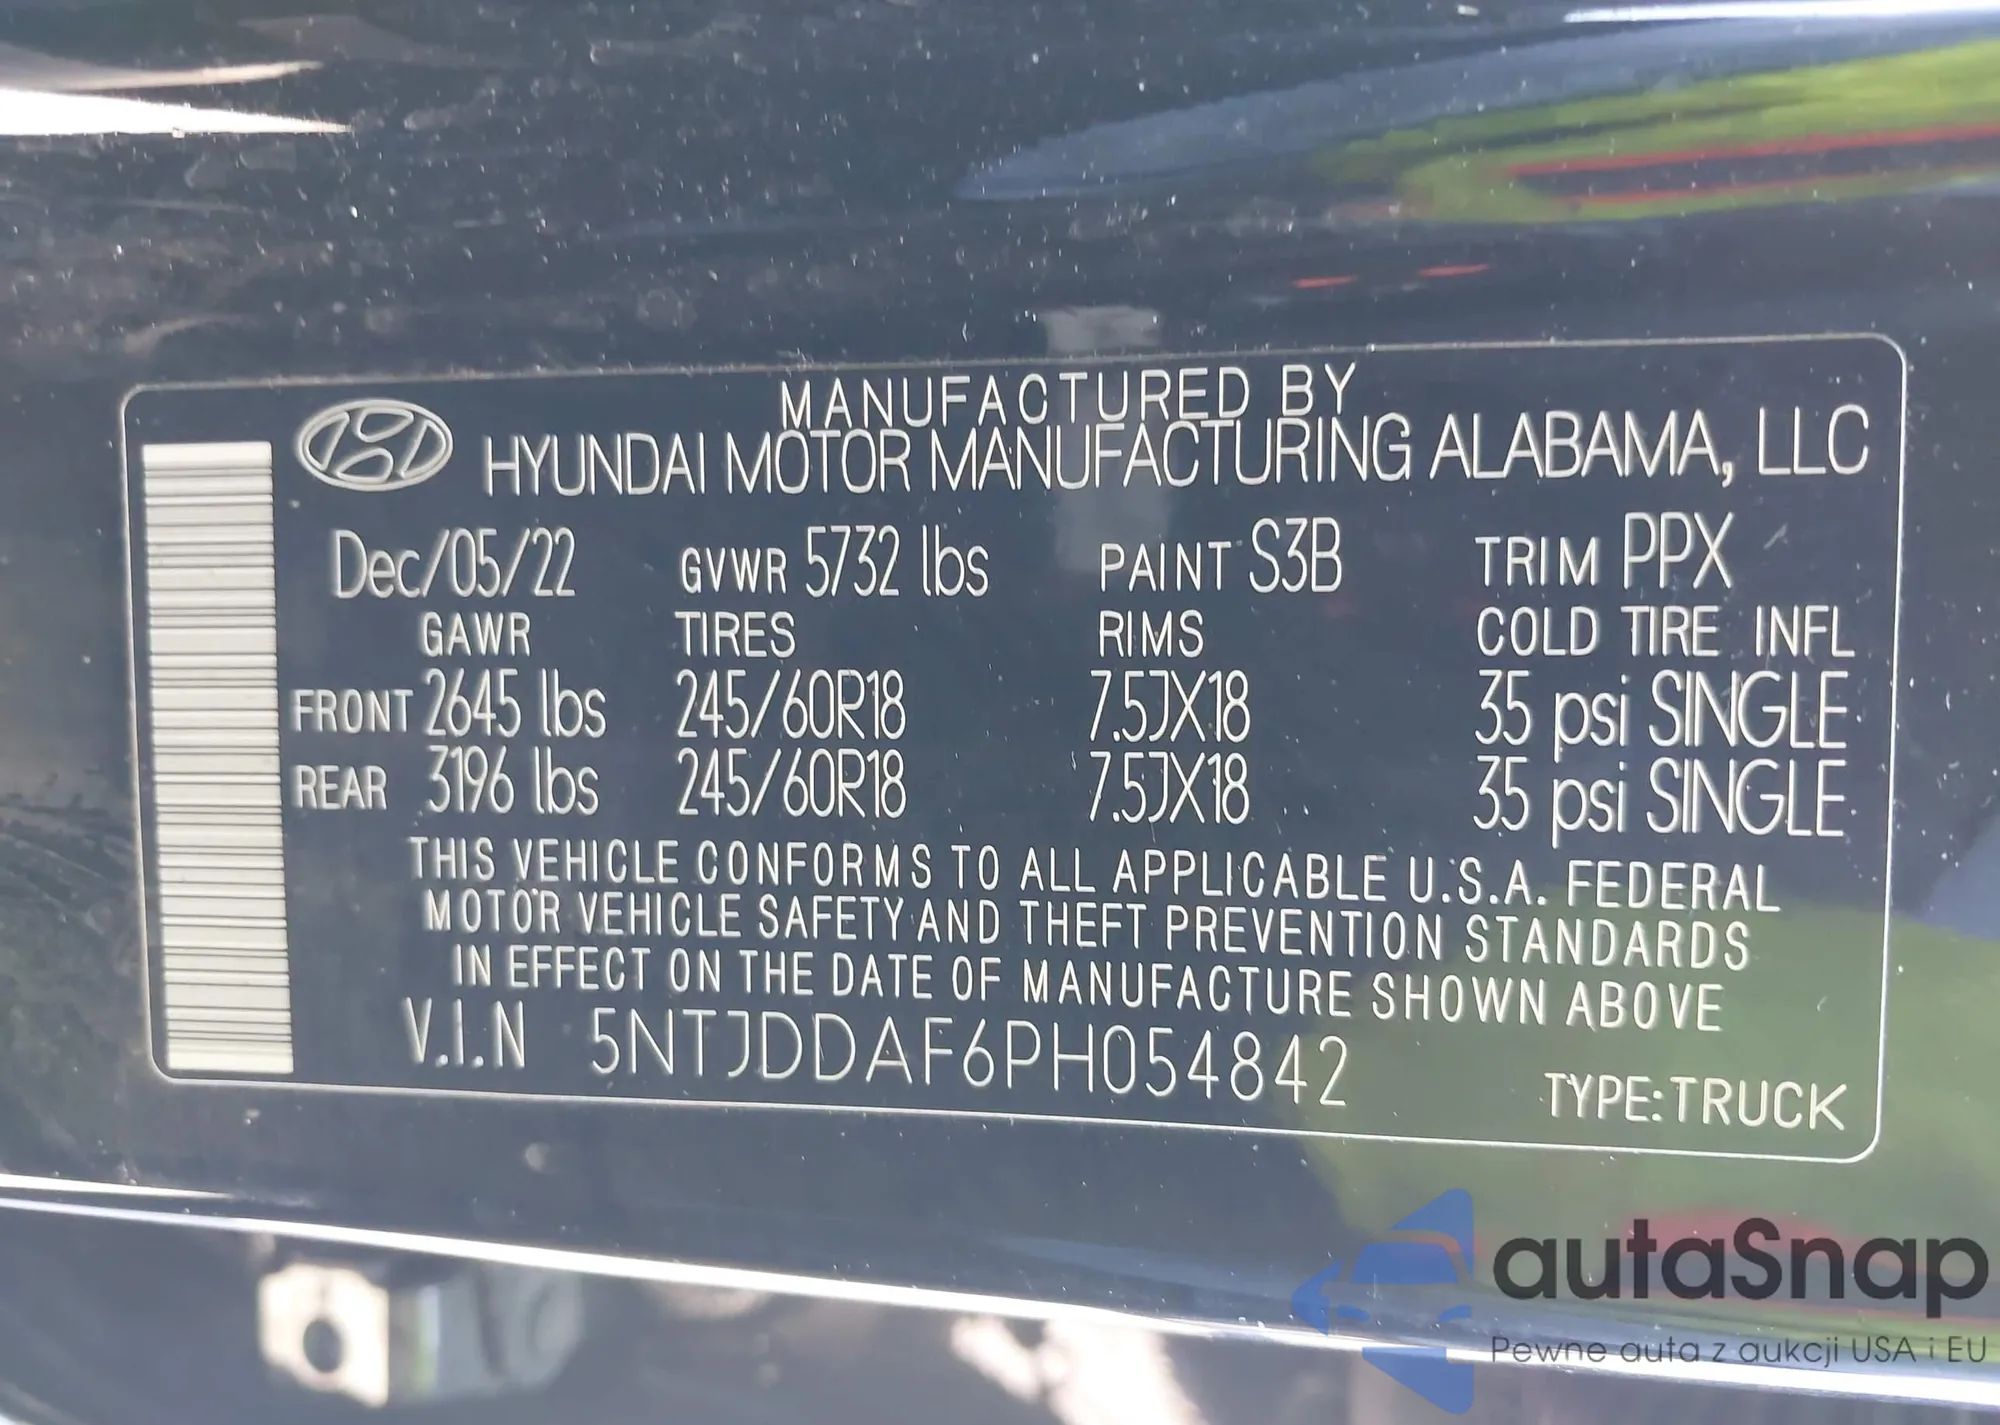 MANUFACTURED BY
HYUNDAI MOTOR MANUFACTURING ALABAMA, LLC
Dec/05/22 GVWR 5732 lbs PAINT S3B TRIM PPX
GAWR TIRES RIMS COLD TIRE INFL
FRONT 2645 lbs 245/60R18 7.5JX18 35 psi SINGLE
REAR 3196 lbs 245/60R18 7.5JX18 35 psi SINGLE
THIS VEHICLE CONFORMS TO ALL APPLICABLE U.S.A. FEDERAL
MOTOR VEHICLE SAFETY AND THEFT PREVENTION STANDARDS
IN EFFECT ON THE DATE OF MANUFACTURE SHOWN ABOVE
V.I.N 5NTJDDAF6PH054842
TYPE:TRUCK
autaSnap
Pewne auta z aukcji USA i EU